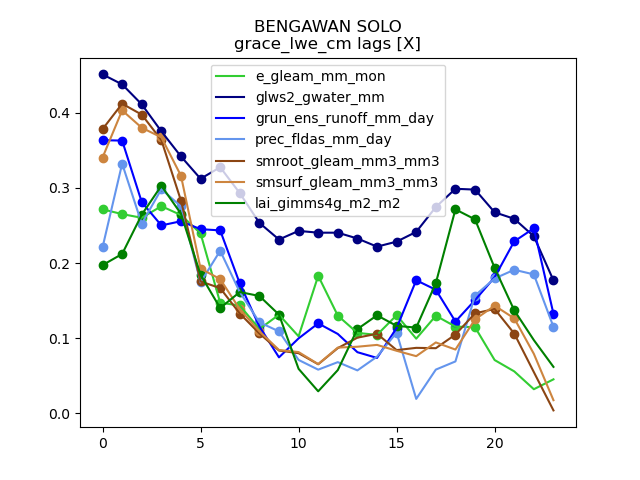 BENGAWAN SOLO
grace_lwe_cm lags [X]
e_gleam_mm_mon
glws2_gwater_mm
grun_ens_runoff_mm_day
prec_fldas_mm_day
smroot_gleam_mm3_mm3
smsurf_gleam_mm3_mm3
lai_gimms4g_m2_m2
0.4
0.3
0.2
0.1
0.0
0 5 10 15 20